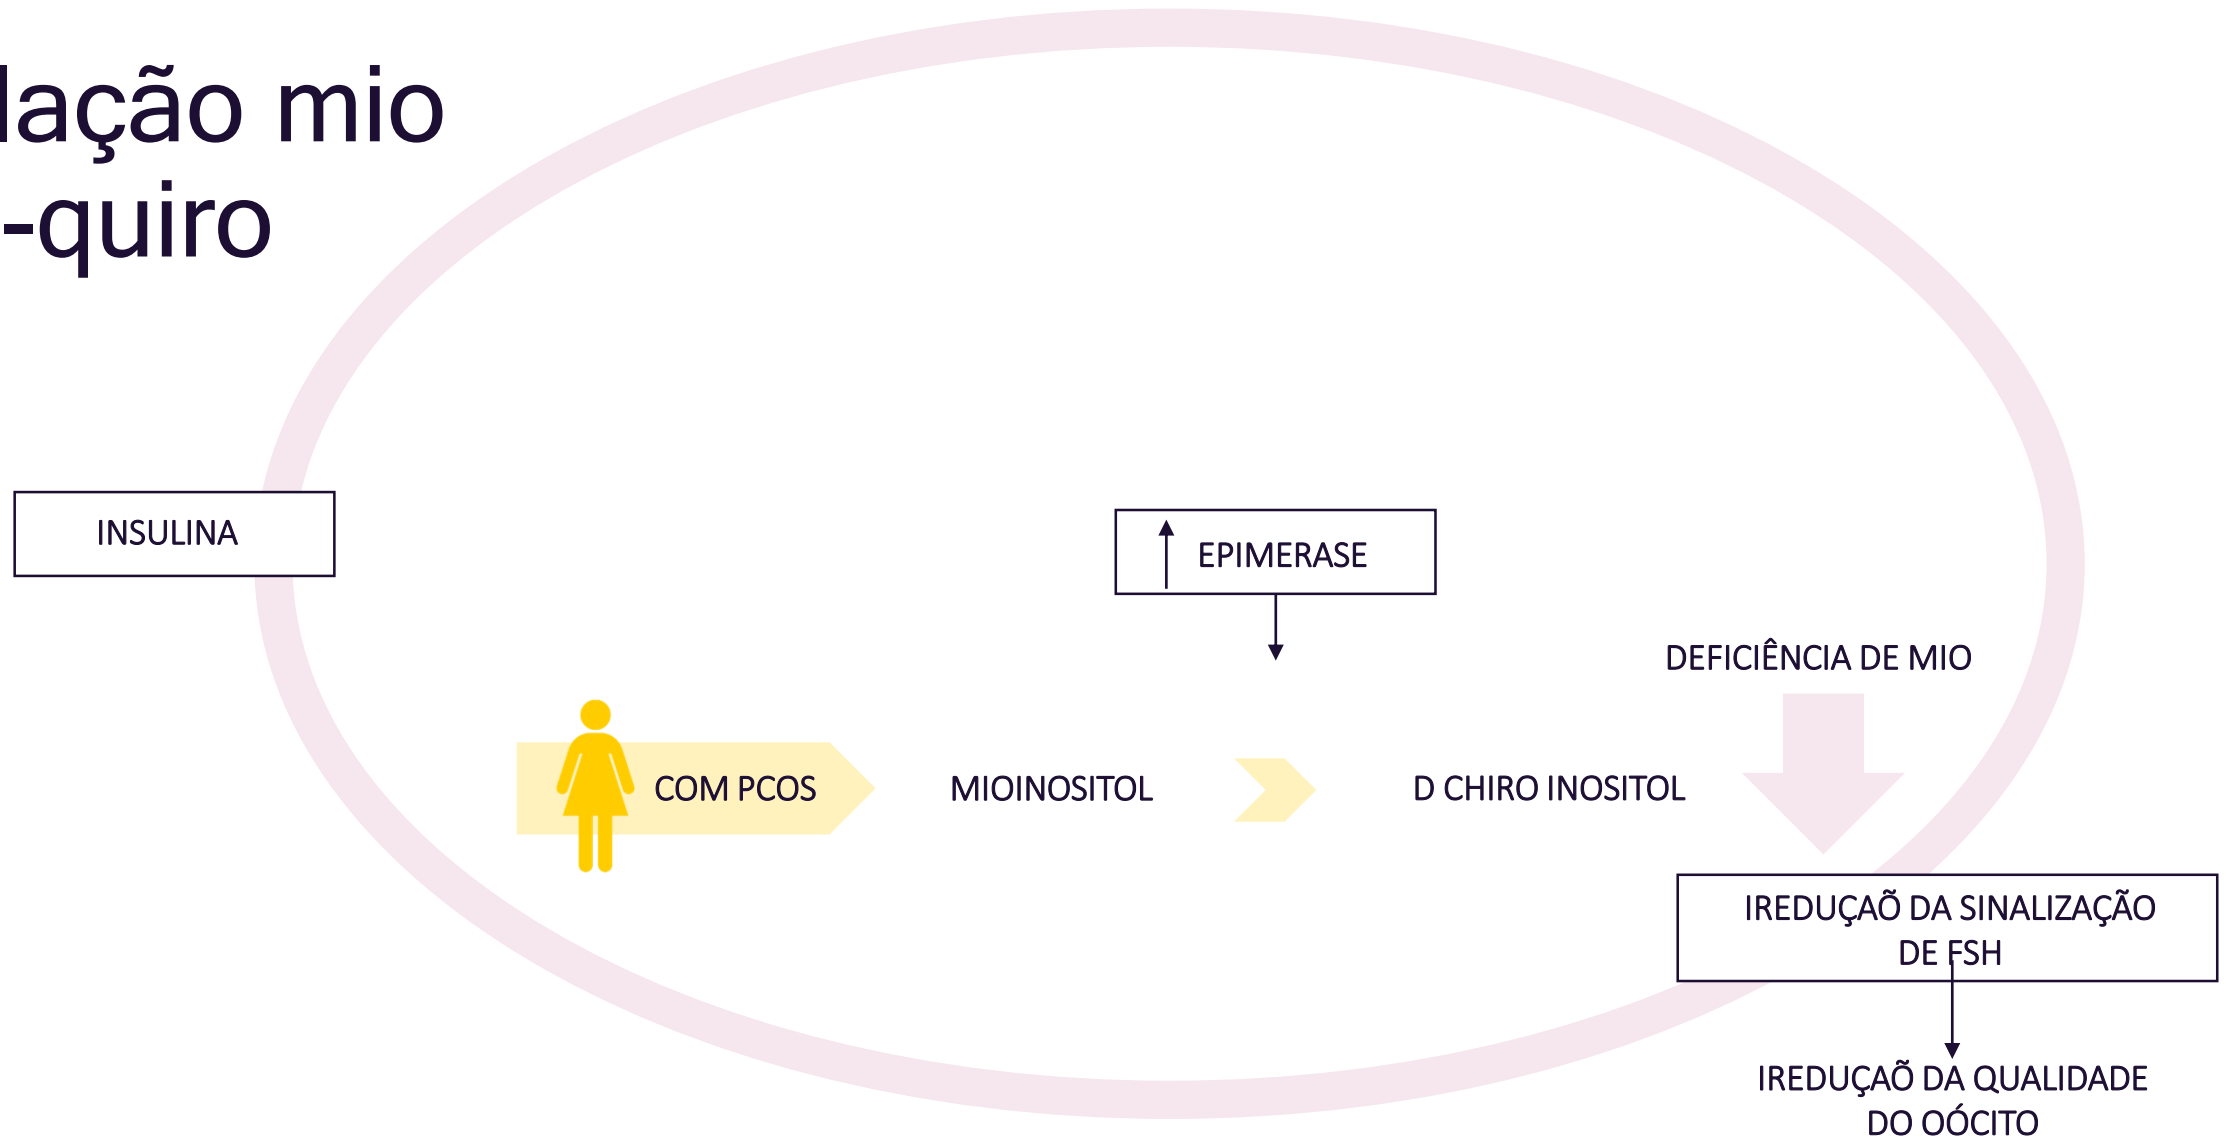 lação mio
-quiro
INSULINA
EPIMERASE
DEFICIÊNCIA DE MIO
COM PCOS
MIOINOSITOL
D CHIRO INOSITOL
IREDUÇAÕ DA SINALIZAÇÃO
DE FSH
IREDUÇAÕ DA QUALIDADE
DO OÓCITO